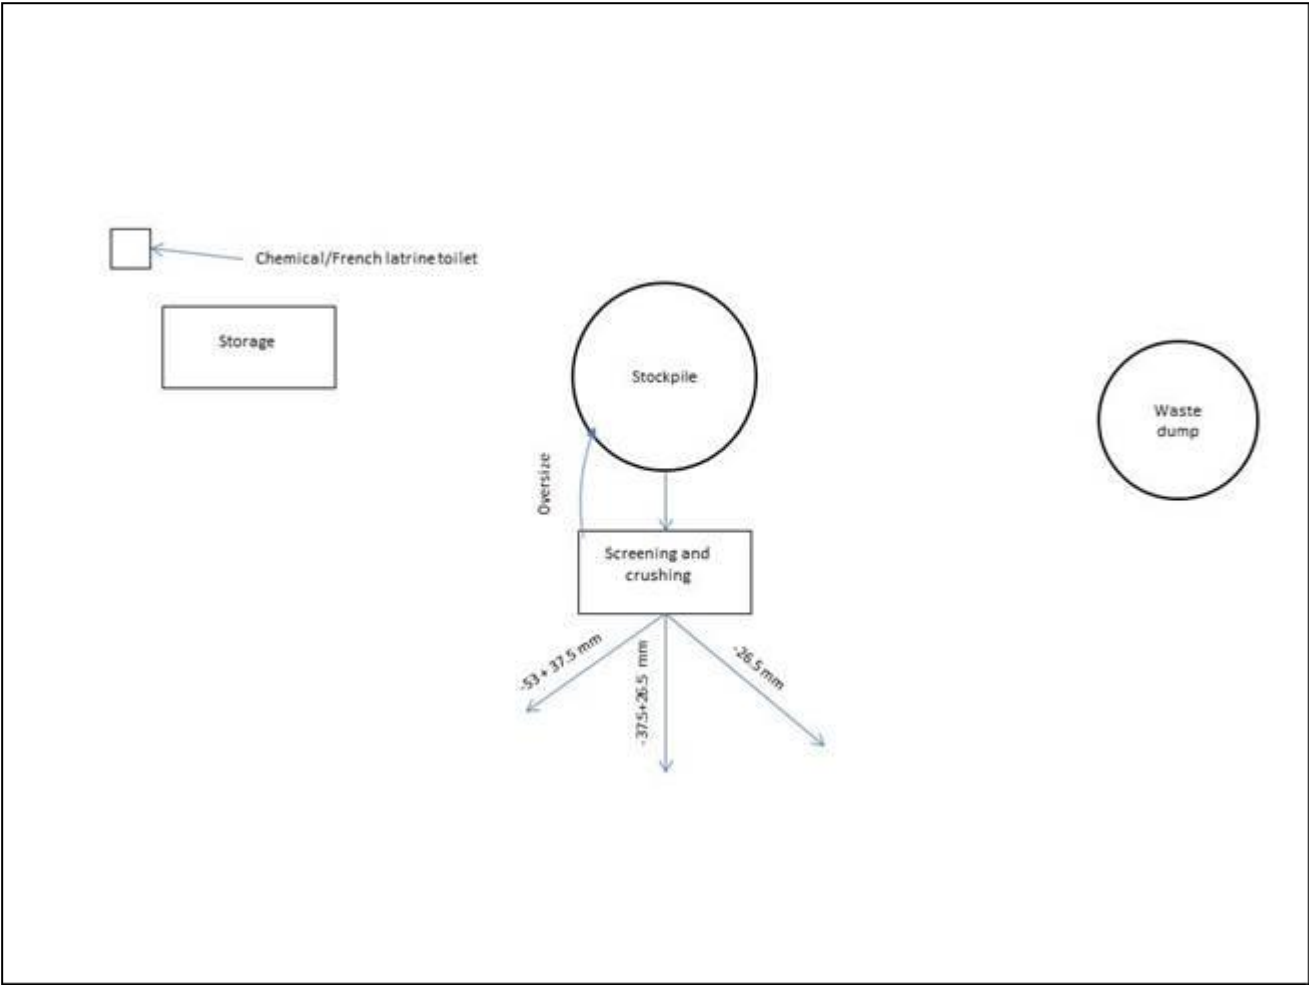 Chemical/French latrine toilet
Storage
Stockpile
Waste
dump
Oversize
Screening and
crushing
-53 + 37.5 mm
-37.5+26.5 mm
-26.5 mm